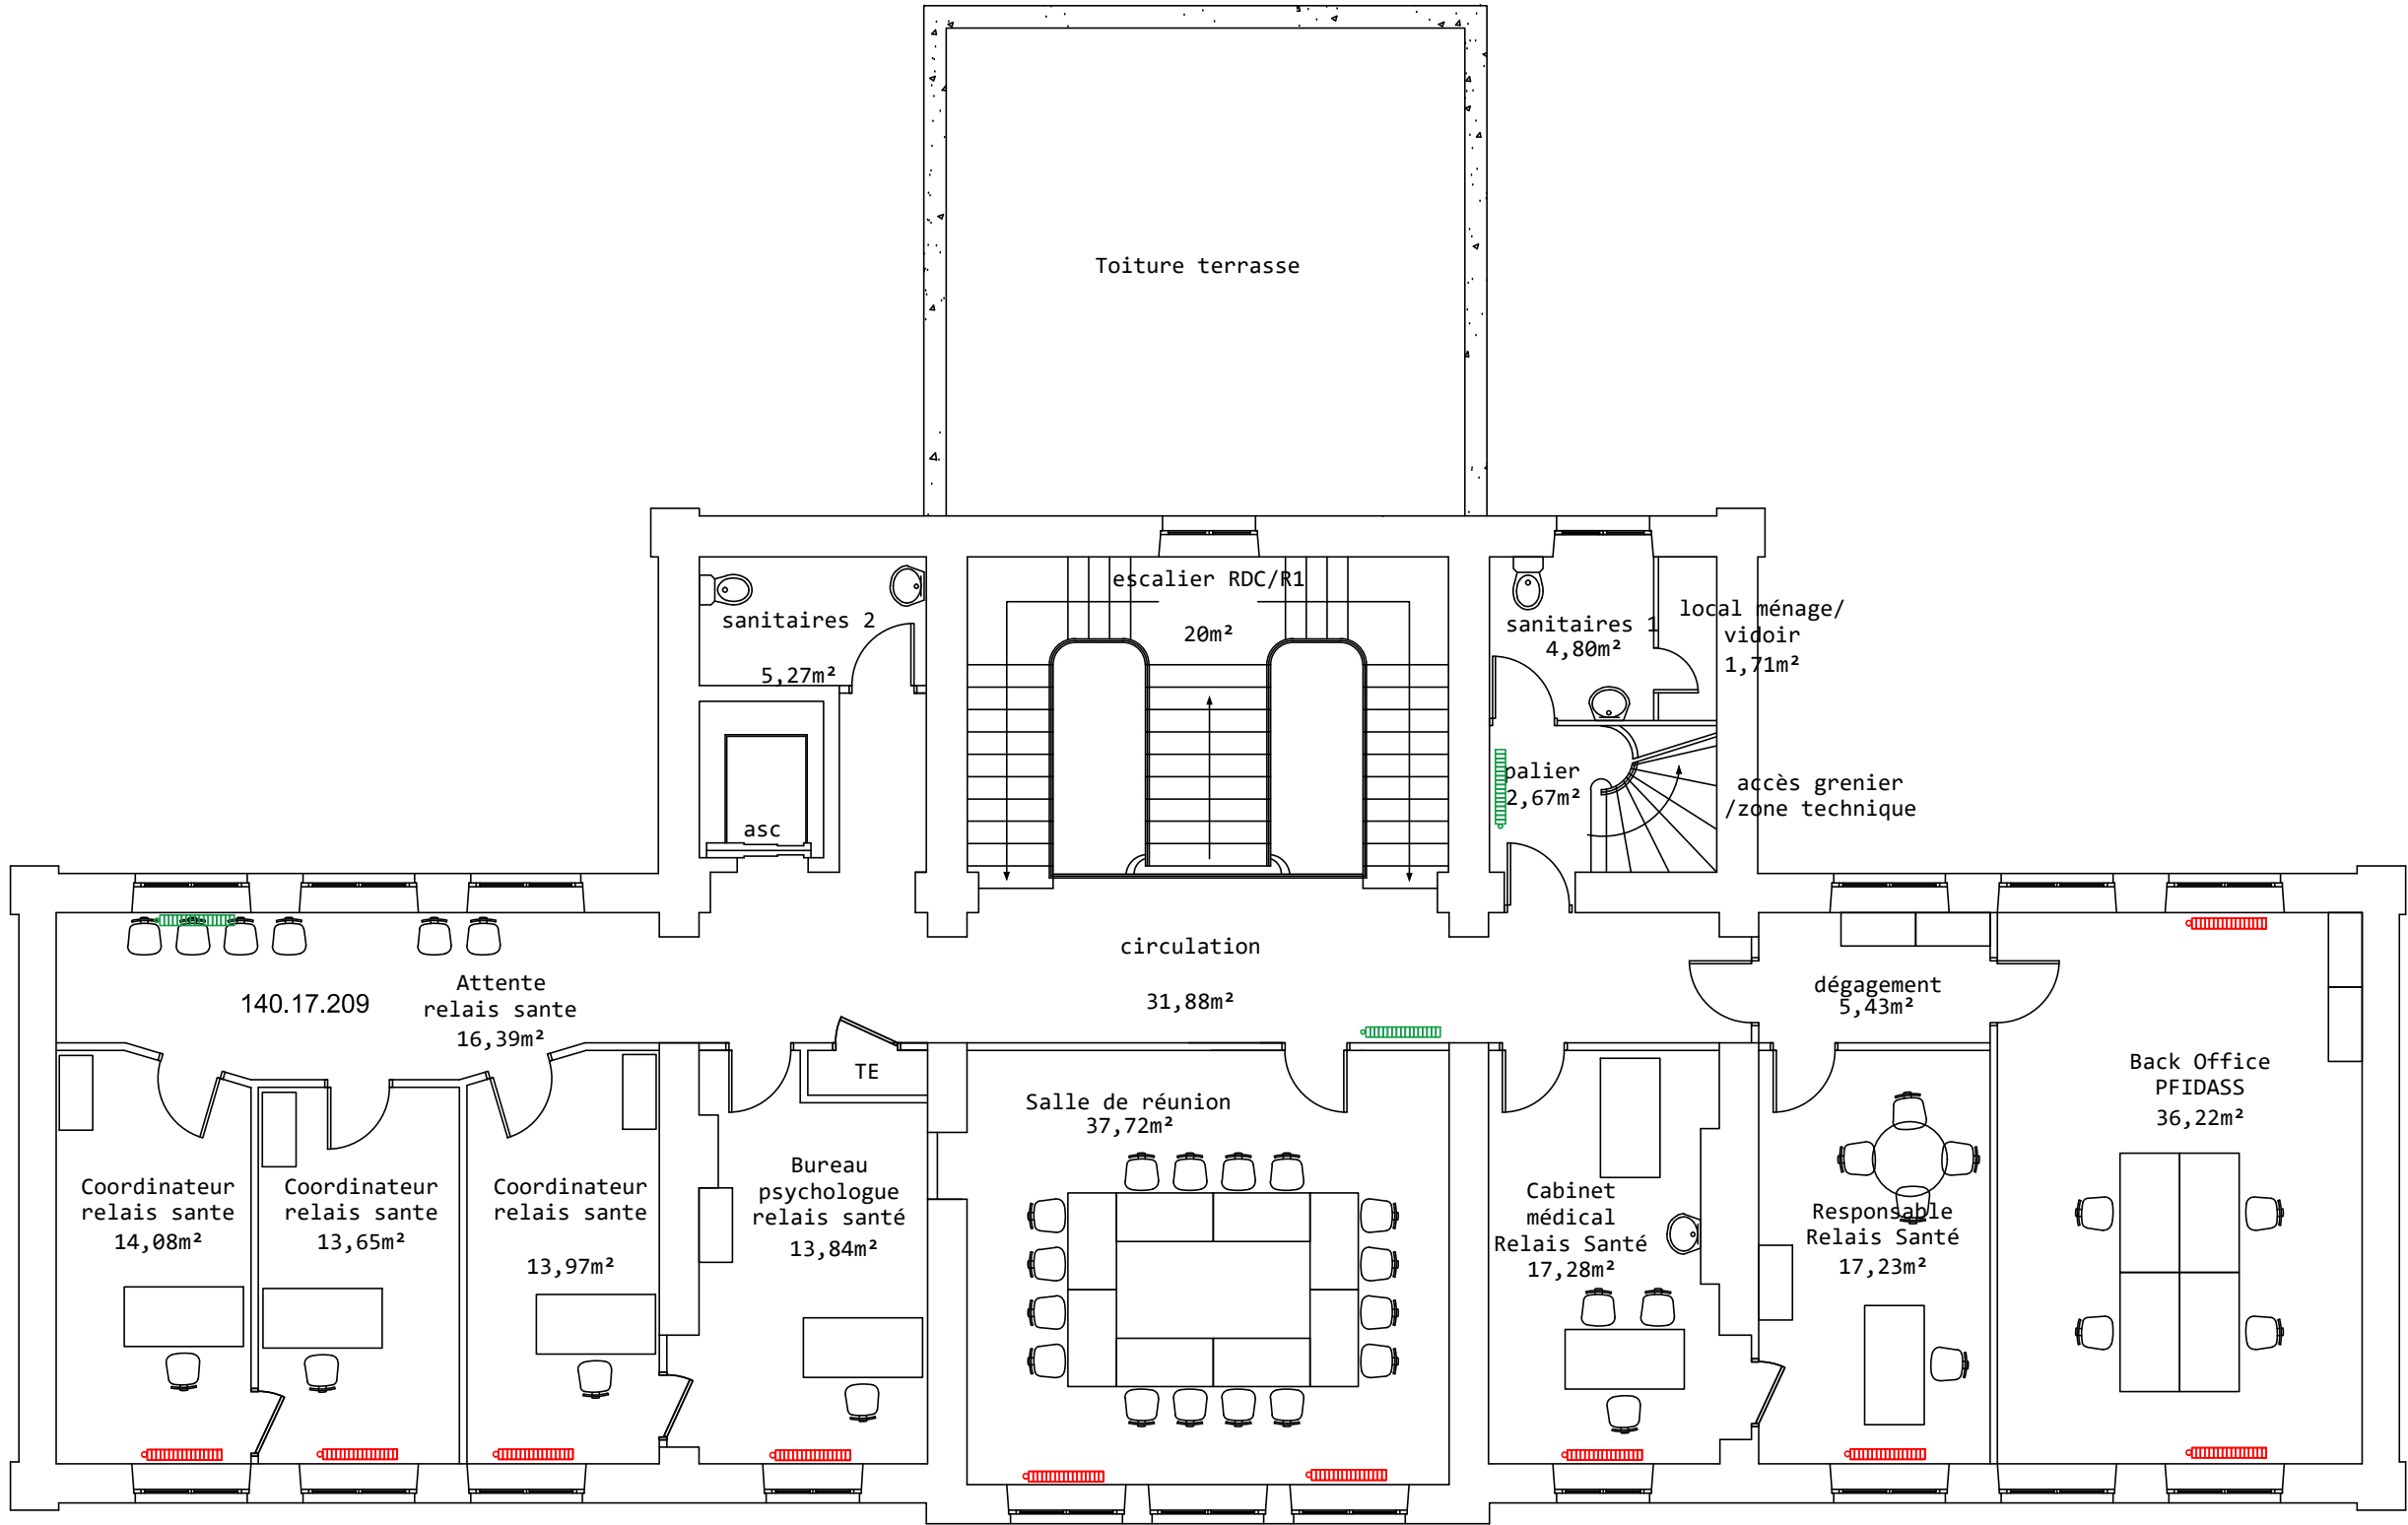 Toiture terrasse
escalier RDC/R1
20m²
sanitaires 2
5,27m²
sanitaires 1
4,80m²
local ménage/
vidoir
1,71m²
palier
2,67m²
accès grenier
/zone technique
asc
circulation
31,88m²
Attente
relais sante
16,39m²
140.17.209
dégagement
5,43m²
TE
Salle de réunion
37,72m²
Back Office
PFIDASS
36,22m²
Coordinateur
relais sante
14,08m²
Coordinateur
relais sante
13,65m²
Coordinateur
relais sante
13,97m²
Bureau
psychologue
relais santé
13,84m²
Cabinet
médical
Relais Santé
17,28m²
Responsable
Relais Santé
17,23m²